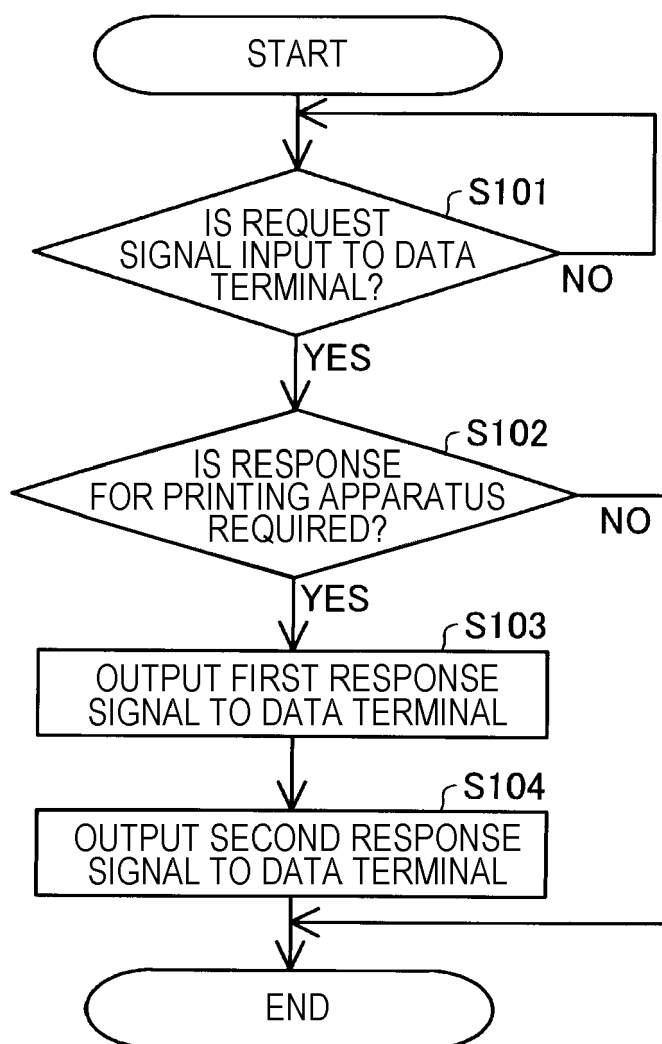 START
S101
IS REQUEST
SIGNAL INPUT TO DATA
TERMINAL?
NO
YES
S102
IS RESPONSE
FOR PRINTING APPARATUS
REQUIRED?
NO
YES
S103
OUTPUT FIRST RESPONSE
SIGNAL TO DATA TERMINAL
S104
OUTPUT SECOND RESPONSE
SIGNAL TO DATA TERMINAL
END